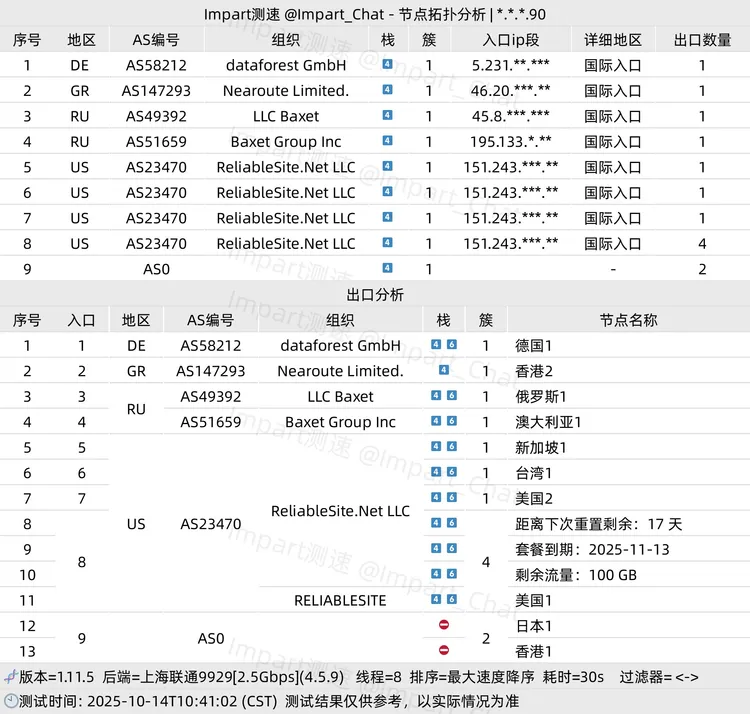 Impart测速 @Impart_Chat - 节点拓扑分析 | *.*.*.90
序号 地区 AS编号 组织 栈 簇 入口ip段 详细地区 出口数量
1 DE AS58212 dataforest GmbH 4 1 5.231.**.*** 国际入口 1
2 GR AS147293 Nearoute Limited. 4 1 46.20.***.** 国际入口 1
3 RU AS49392 LLC Baxet 4 1 45.8.***.*** 国际入口 1
4 RU AS51659 Baxet Group Inc 4 1 195.133.*.** 国际入口 1
5 US AS23470 ReliableSite.Net LLC 4 1 151.243.***.** 国际入口 1
6 US AS23470 ReliableSite.Net LLC 4 1 151.243.***.** 国际入口 1
7 US AS23470 ReliableSite.Net LLC 4 1 151.243.***.** 国际入口 1
8 US AS23470 ReliableSite.Net LLC 4 1 151.243.***.** 国际入口 4
9 AS0 4 1 - 2
出口分析
序号 入口 地区 AS编号 组织 栈 簇 节点名称
1 1 DE AS58212 dataforest GmbH 4 6 1 德国1
2 2 GR AS147293 Nearoute Limited. 4 1 香港2
3 3 RU AS49392 LLC Baxet 4 6 1 俄罗斯1
4 4 AS51659 Baxet Group Inc 4 6 1 澳大利亚1
5 5 US AS23470 ReliableSite.Net LLC 4 6 1 新加坡1
6 6 4 6 1 台湾1
7 7 4 6 1 美国2
8 8 4 6 4 距离下次重置剩余：17 天
9 4 6 套餐到期：2025-11-13
10 4 6 剩余流量：100 GB
11 RELIABLESITE 4 6 美国1
12 9 AS0 2 日本1
13 香港1
版本=1.11.5 后端=上海联通9929[2.5Gbps](4.5.9) 线程=8 排序=最大速度降序 耗时=30s 过滤器= <->
测试时间: 2025-10-14T10:41:02 (CST) 测试结果仅供参考，以实际情况为准